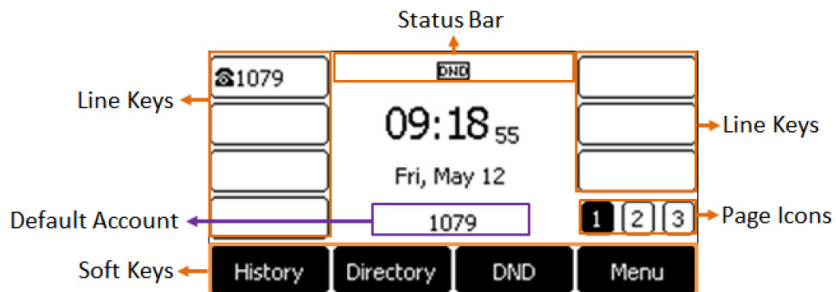 Status Bar
☎1079
DND
Line Keys
09:18 55
Line Keys
Fri, May 12
Default Account
1079
1 2 3
Page Icons
Soft Keys
History
Directory
DND
Menu